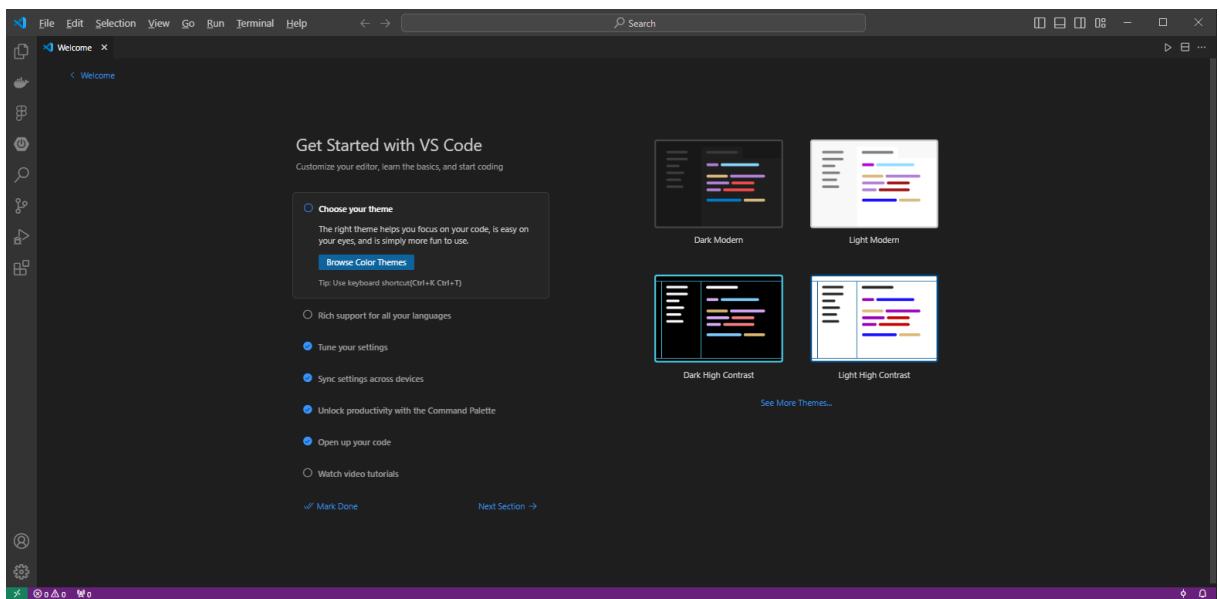 File Edit Selection View Go Run Terminal Help
Search
Welcome
Welcome
Get Started with VS Code
Customize your editor, learn the basics, and start coding
Choose your theme
The right theme helps you focus on your code, is easy on
your eyes, and is simply more fun to use.
Browse Color Themes
Tip: Use keyboard shortcut(Ctrl+K Ctrl+T)
Rich support for all your languages
Tune your settings
Sync settings across devices
Unlock productivity with the Command Palette
Open up your code
Watch video tutorials
Mark Done
Next Section
Dark Modern
Light Modern
Dark High Contrast
Light High Contrast
See More Themes...
0 0 0